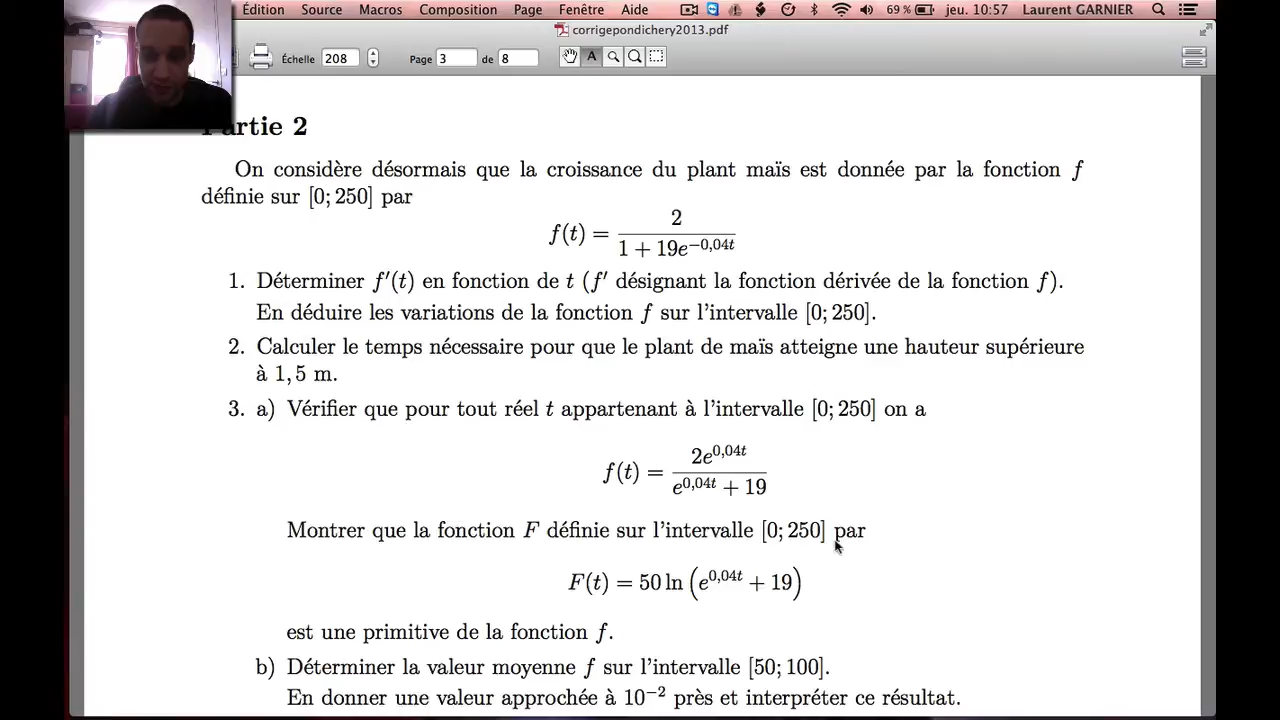 Édition Source Macros Composition Page Fenêtre Aide 69 % jeu. 10:57 Laurent GARNIER
corrigepondichery2013.pdf
Échelle 208 Page 3 de 8 A
Partie 2
On considère désormais que la croissance du plant maïs est donnée par la fonction f
définie sur [0; 250] par
f(t) = 2 / (1 + 19e^{−0,04t})
1. Déterminer f′(t) en fonction de t (f′ désignant la fonction dérivée de la fonction f).
En déduire les variations de la fonction f sur l'intervalle [0; 250].
2. Calculer le temps nécessaire pour que le plant de maïs atteigne une hauteur supérieure
à 1, 5 m.
3. a) Vérifier que pour tout réel t appartenant à l'intervalle [0; 250] on a
f(t) = 2e^{0,04t} / (e^{0,04t} + 19)
Montrer que la fonction F définie sur l'intervalle [0; 250] par
F(t) = 50 ln (e^{0,04t} + 19)
est une primitive de la fonction f.
b) Déterminer la valeur moyenne f sur l'intervalle [50; 100].
En donner une valeur approchée à 10^{−2} près et interpréter ce résultat.